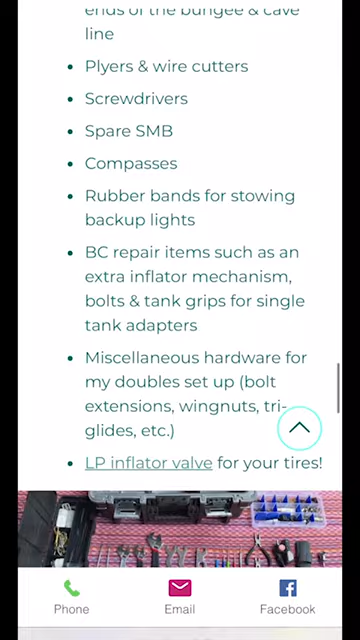 ends of the bungee & cave
line
Plyers & wire cutters
Screwdrivers
Spare SMB
Compasses
Rubber bands for stowing
backup lights
BC repair items such as an
extra inflator mechanism,
bolts & tank grips for single
tank adapters
Miscellaneous hardware for
my doubles set up (bolt
extensions, wingnuts, tri-
glides, etc.)
LP inflator valve for your tires!
Phone
Email
Facebook